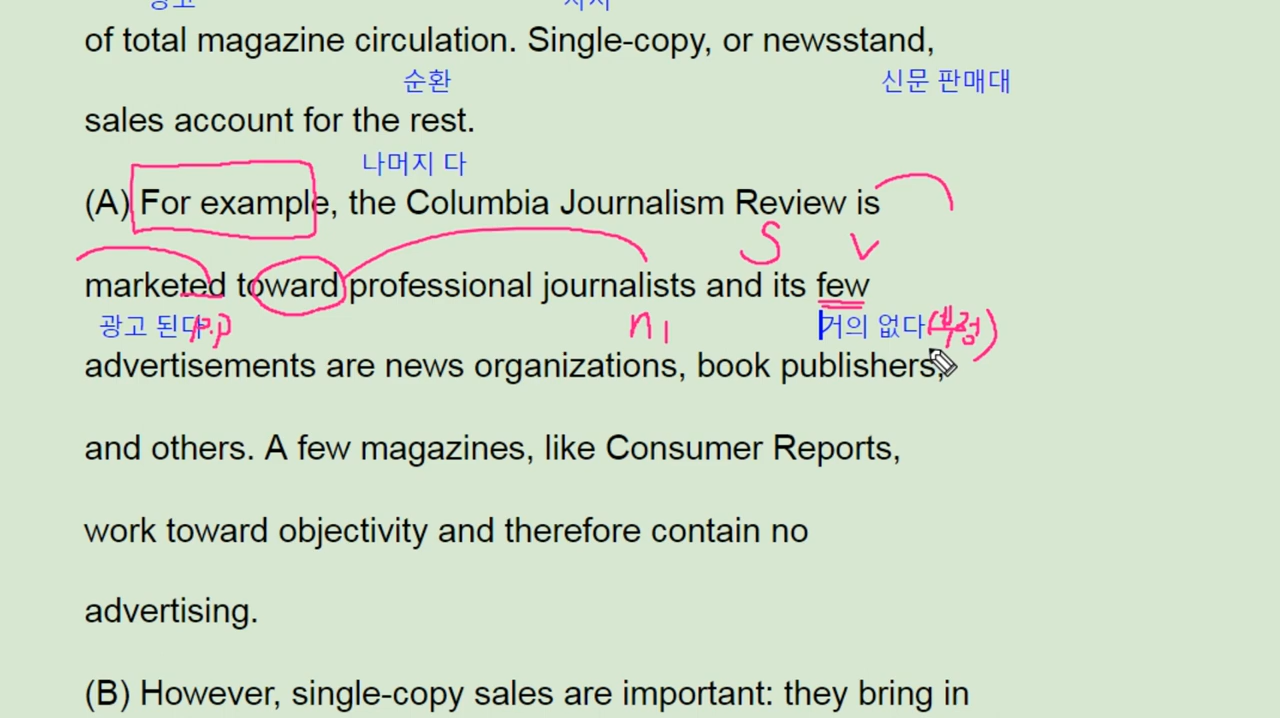 of total magazine circulation. Single-copy, or newsstand,
순환 신문 판매대
sales account for the rest.
나머지 다
(A) For example, the Columbia Journalism Review is
S V
marketed toward professional journalists and its few
광고 된다 p.p n 1 거의 없다 (부정)
advertisements are news organizations, book publishers,
and others. A few magazines, like Consumer Reports,
work toward objectivity and therefore contain no
advertising.
(B) However, single-copy sales are important: they bring in